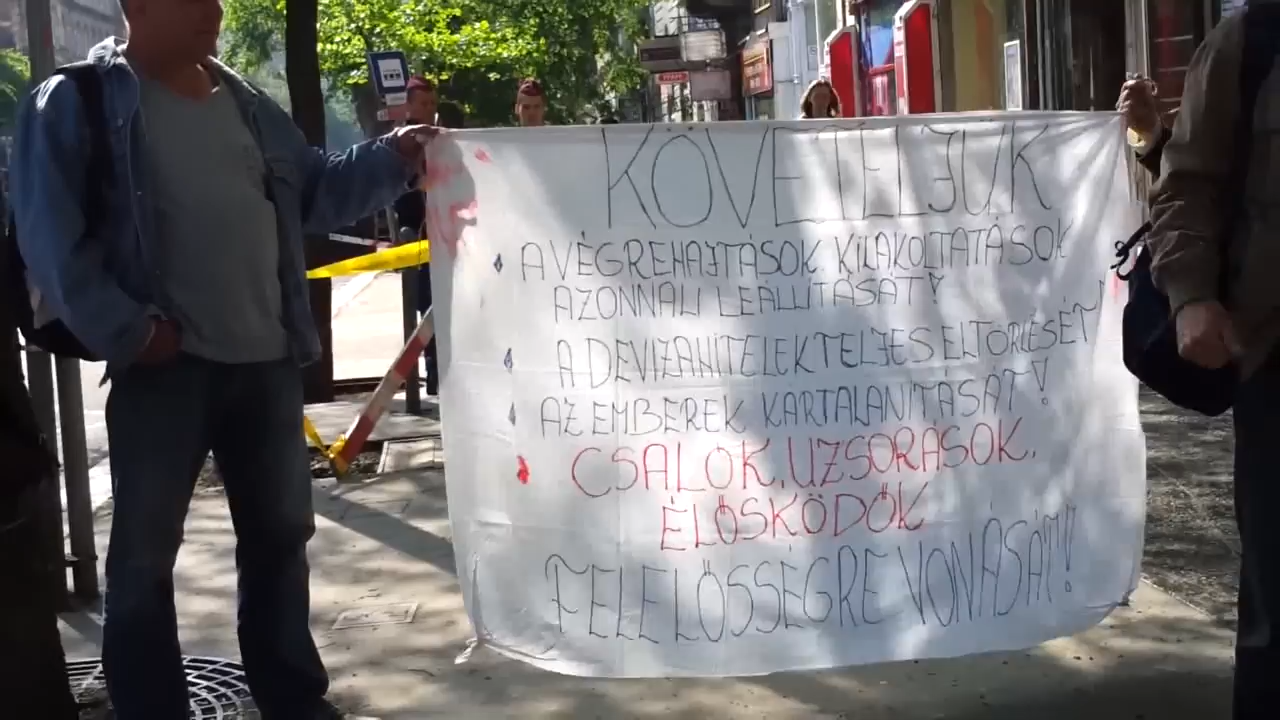 KÖVETELJÜK
A VÉGREHAJTÁSOK KILAKOLTATÁSOK
AZONNALI LEÁLLÍTÁSÁT!
A DEVIZAHITELEK TELJES ELTÖRLÉSÉT
AZ EMBEREK KÁRTALANÍTÁSÁT!
CSALÓK, UZSORÁSOK,
ÉLŐSKÖDŐK
FELELŐSSÉGRE VONÁSÁT!